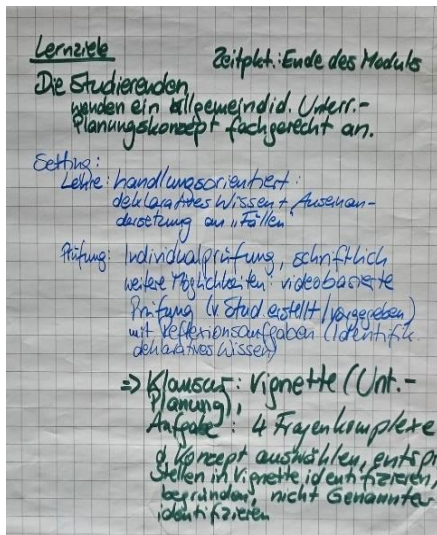 Lernziele
Zeitpkt.: Ende des Moduls
Die Studierenden
wenden ein allgemeindid. Unterr.-
Planungskonzept fachgerecht an.
Setting:
Lehre: handlungsorientiert:
deklaratives Wissen + Ausenan-
dersetzung an „Fällen"
Prüfung: Individualprüfung, schriftlich
weitere Möglichkeiten: videobasierte
Prüfung (v. Stud. erstellt / vorgegeben)
mit Reflexionsaufgaben (Identifik.
deklaratives Wissen)
=> Klausur: Vignette (Unt.-
Planung),
Aufgabe: 4 Fragenkomplexe
Konzept auswählen, entspr
Stellen in Vignette identifizieren,
begründen, nicht Genannte
identifizieren